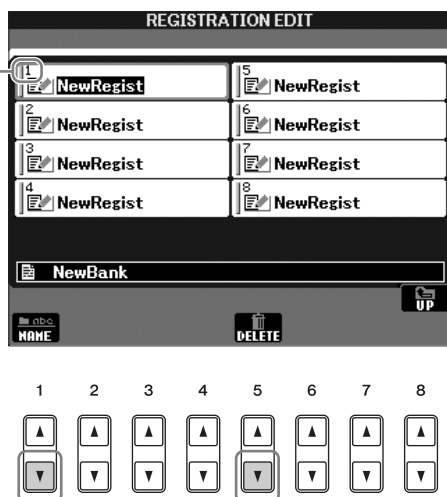 REGISTRATION EDIT
1 NewRegist
5 NewRegist
2 NewRegist
6 NewRegist
3 NewRegist
7 NewRegist
4 NewRegist
8 NewRegist
NewBank
UP
abc
NAME
DELETE
1 2 3 4 5 6 7 8